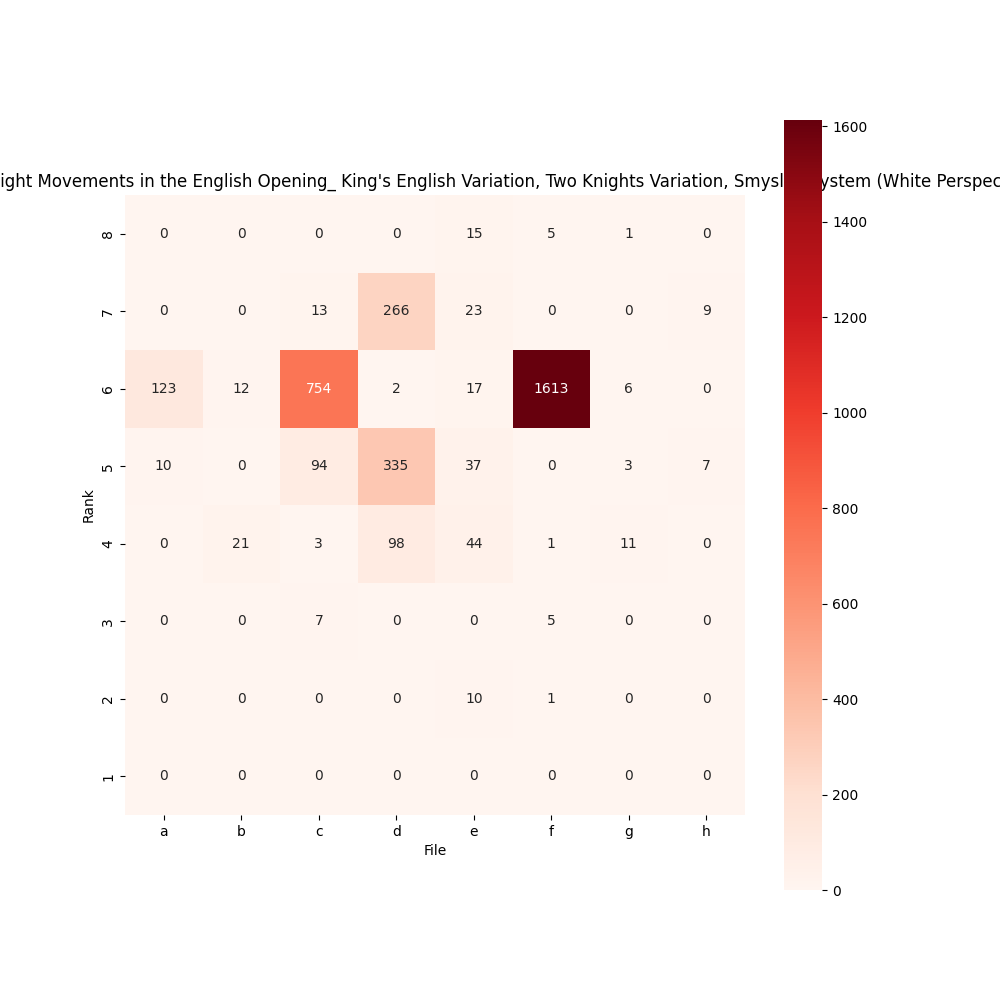 ight Movements in the English Opening_ King's English Variation, Two Knights Variation, Smysl ystem (White Perspec
8 0 0 0 0 15 5 1 0
7 0 0 13 266 23 0 0 9
6 123 12 754 2 17 1613 6 0
5 10 0 94 335 37 0 3 7
4 0 21 3 98 44 1 11 0
3 0 0 7 0 0 5 0 0
2 0 0 0 0 10 1 0 0
1 0 0 0 0 0 0 0 0
Rank
a b c d e f g h
File
1600
1400
1200
1000
800
600
400
200
0